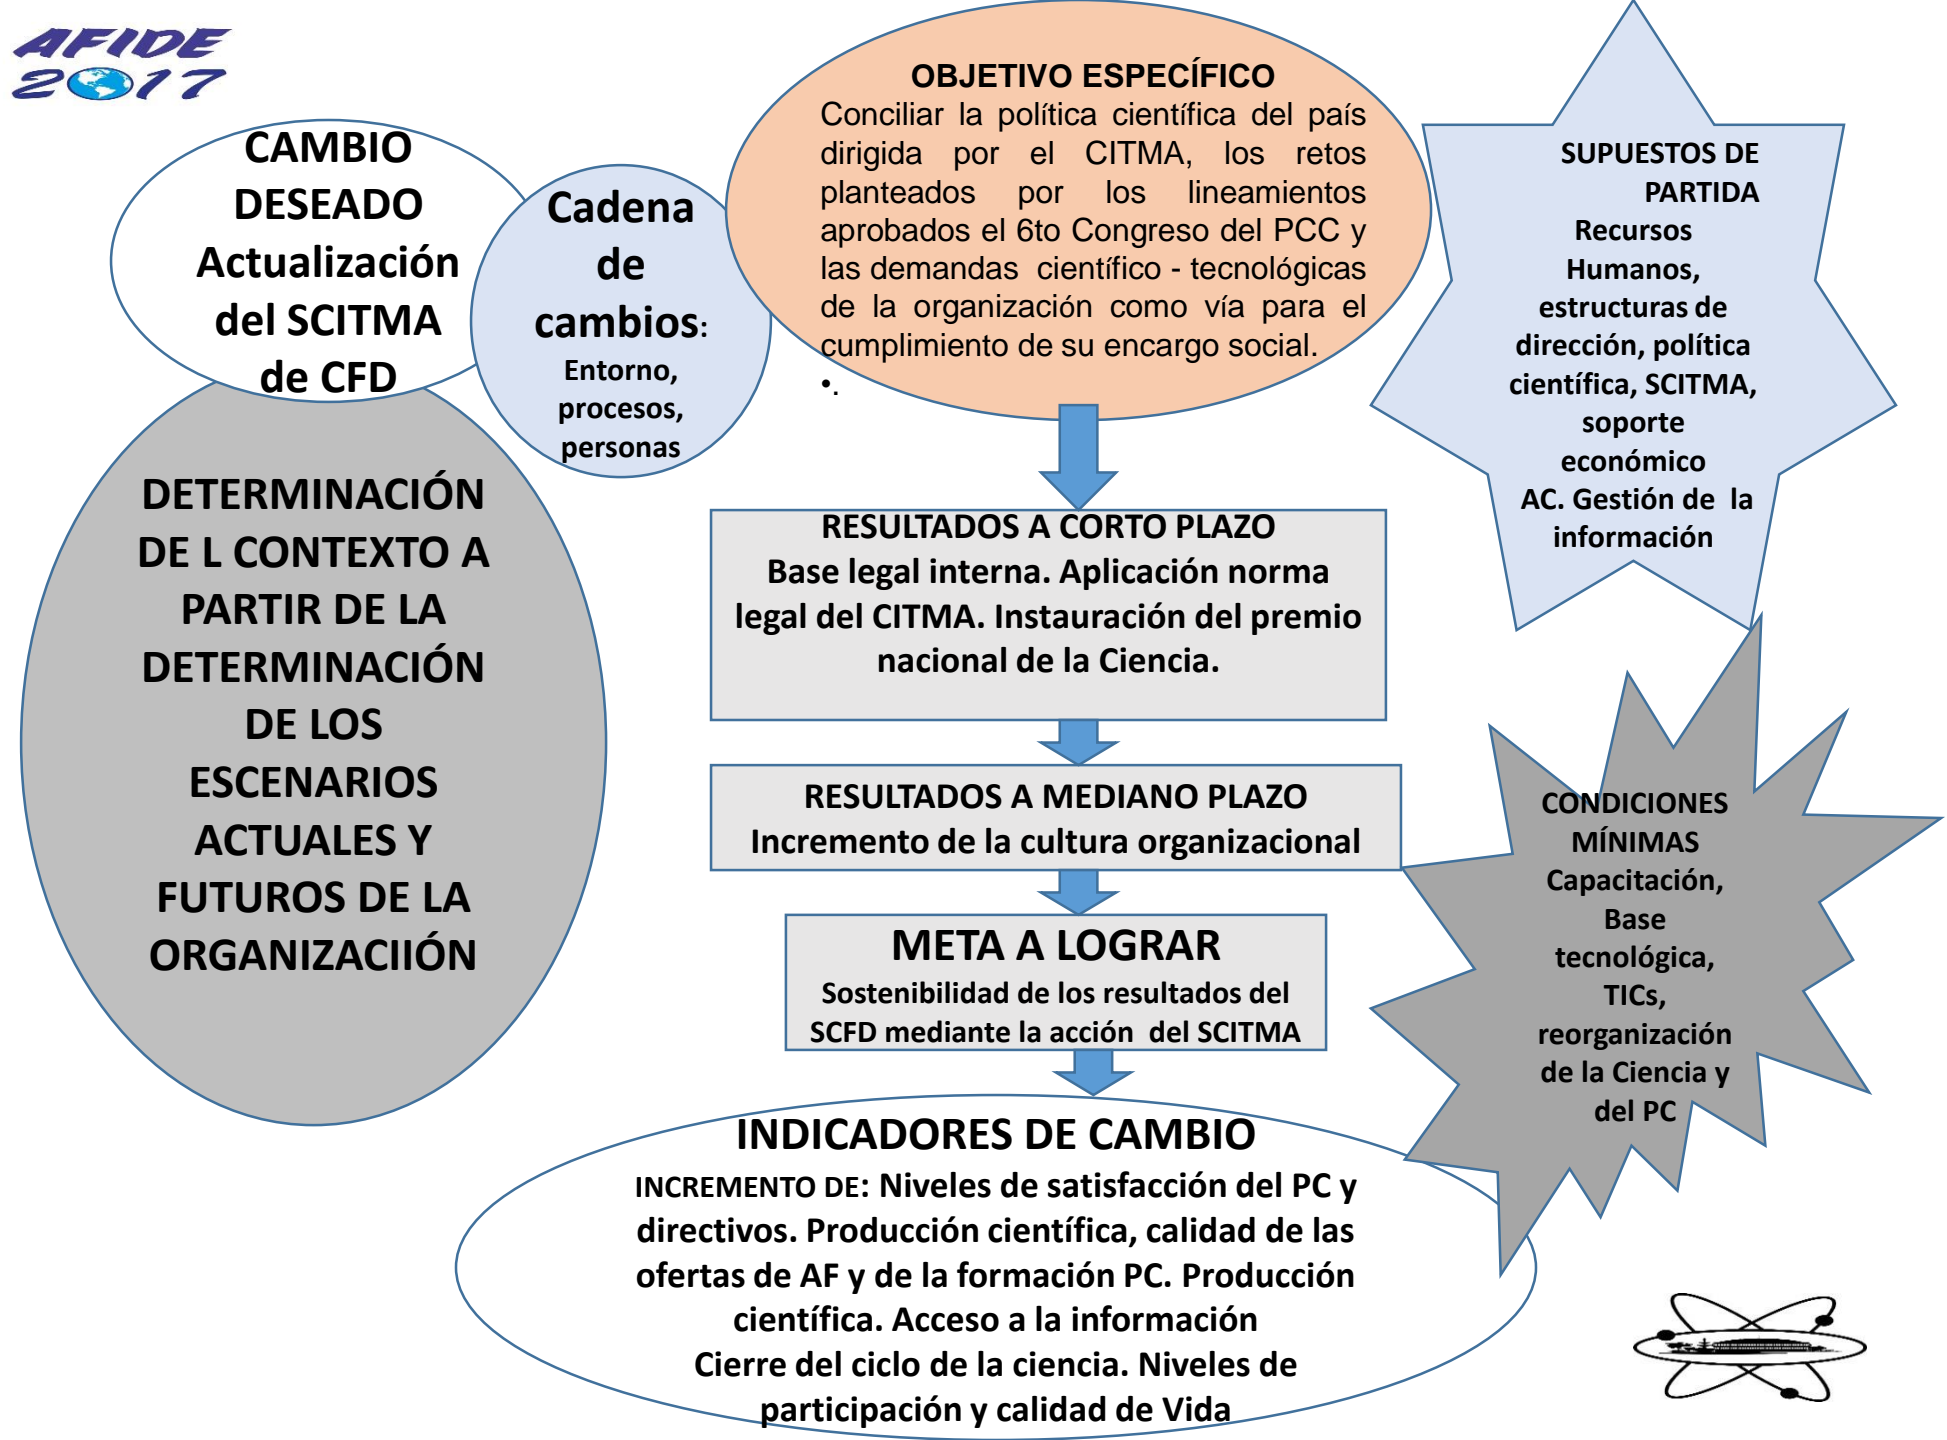 AFIDE
2017
CAMBIO
DESEADO
Actualización
del SCITMA
de CFD
Cadena
de
cambios:
Entorno,
procesos,
personas
OBJETIVO ESPECÍFICO
Conciliar la política científica del país
dirigida por el CITMA, los retos
planteados por los lineamientos
aprobados el 6to Congreso del PCC y
las demandas científico - tecnológicas
de la organización como vía para el
cumplimiento de su encargo social.
•.
SUPUESTOS DE
PARTIDA
Recursos
Humanos,
estructuras de
dirección, política
científica, SCITMA,
soporte
económico
AC. Gestión de la
información
DETERMINACIÓN
DE L CONTEXTO A
PARTIR DE LA
DETERMINACIÓN
DE LOS
ESCENARIOS
ACTUALES Y
FUTUROS DE LA
ORGANIZACIIÓN
RESULTADOS A CORTO PLAZO
Base legal interna. Aplicación norma
legal del CITMA. Instauración del premio
nacional de la Ciencia.
RESULTADOS A MEDIANO PLAZO
Incremento de la cultura organizacional
META A LOGRAR
Sostenibilidad de los resultados del
SCFD mediante la acción del SCITMA
CONDICIONES
MÍNIMAS
Capacitación,
Base
tecnológica,
TICs,
reorganización
de la Ciencia y
del PC
INDICADORES DE CAMBIO
INCREMENTO DE: Niveles de satisfacción del PC y
directivos. Producción científica, calidad de las
ofertas de AF y de la formación PC. Producción
científica. Acceso a la información
Cierre del ciclo de la ciencia. Niveles de
participación y calidad de Vida